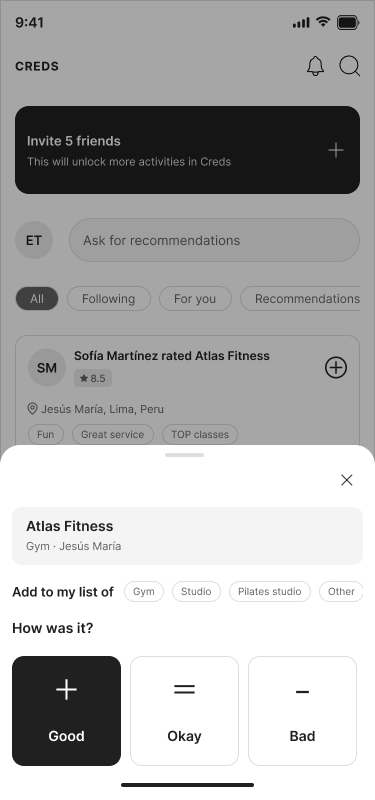 9:41
CREDS
Invite 5 friends
This will unlock more activities in Creds
ET
Ask for recommendations
All
Following
For you
Recommendations
SM
Sofía Martínez rated Atlas Fitness
8.5
Jesús María, Lima, Peru
Fun
Great service
TOP classes
Atlas Fitness
Gym · Jesús María
Add to my list of
Gym
Studio
Pilates studio
Other
How was it?
Good
Okay
Bad